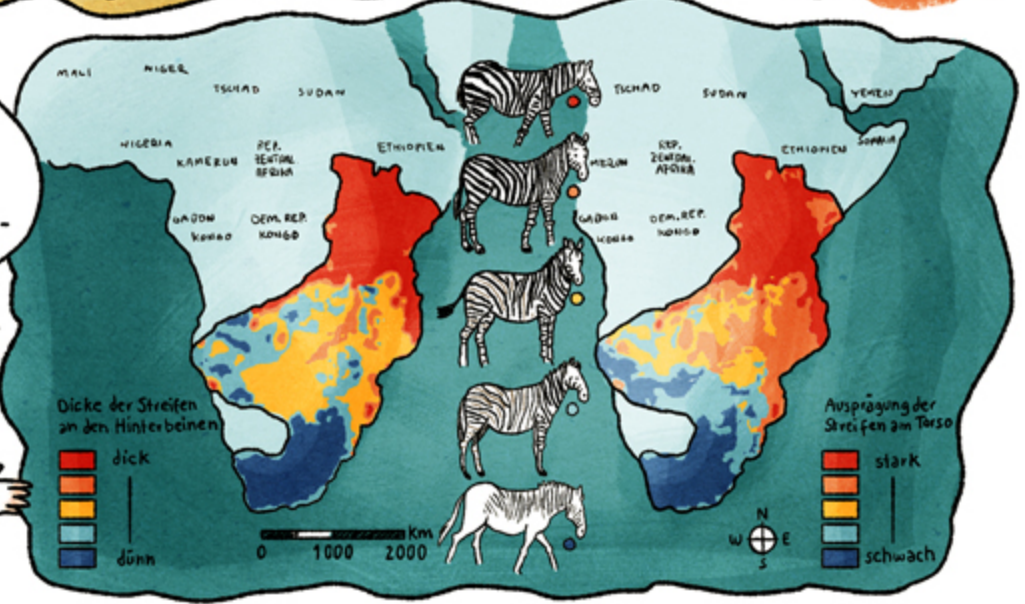 MALI
NIGER
TSCHAD
SUDAN
NIGERIA
KAMERUN
REP.
ZENTRAL.
AFRIKA
ETHIOPIEN
GABUN
KONGO
DEM. REP.
KONGO
Dicke der Streifen
an den Hinterbeinen
dick
dünn
0 1000 2000 km
TSCHAD
SUDAN
YEMEN
MERUN
REP.
ZENTRAL.
AFRIKA
ETHIOPIEN
SOMALIA
GABUN
KONGO
DEM. REP.
KONGO
Ausprägung der
Streifen am Torso
stark
schwach
N
W E
S